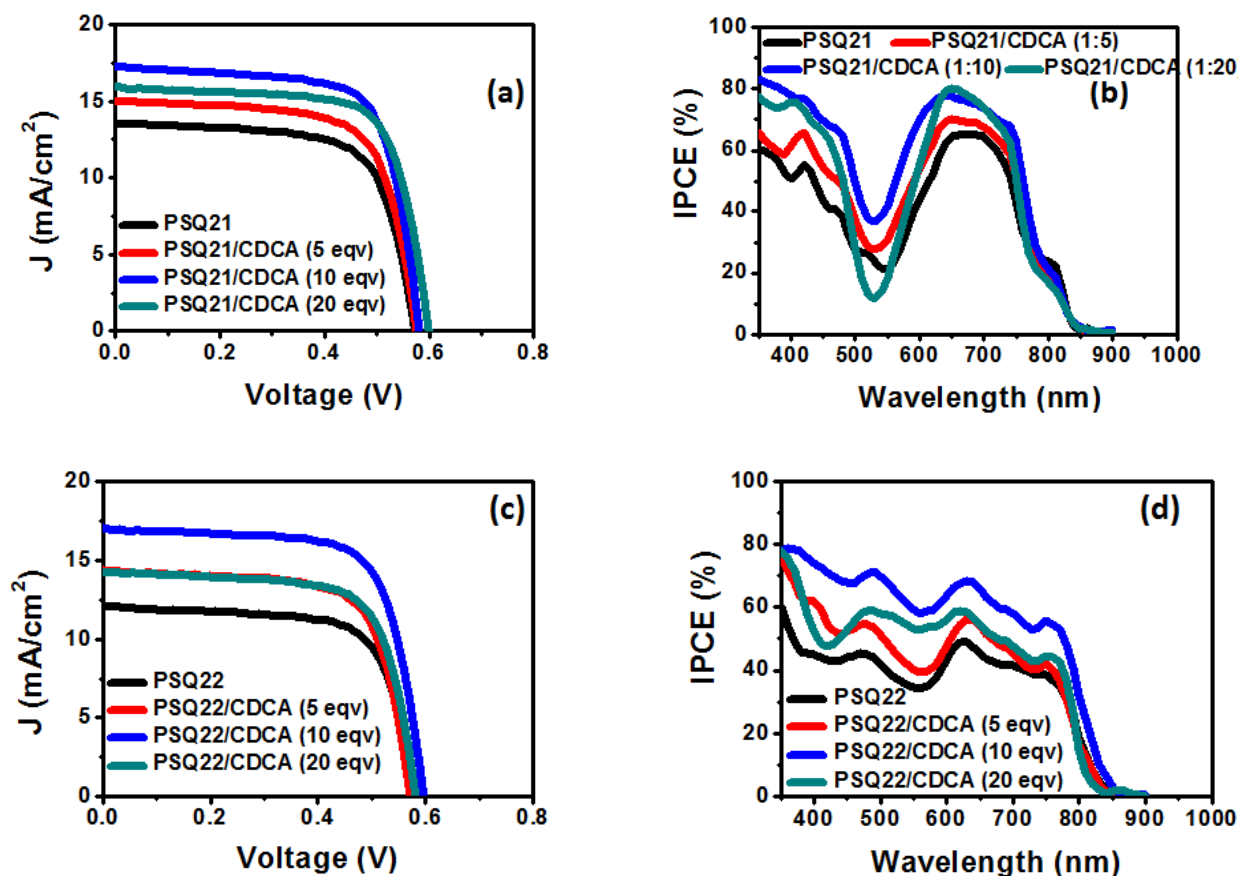 20
15
10
5
0
J (mA/cm²)
(a)
PSQ21
PSQ21/CDCA (5 eqv)
PSQ21/CDCA (10 eqv)
PSQ21/CDCA (20 eqv)
0.0 0.2 0.4 0.6 0.8
Voltage (V)
100
80
60
40
20
0
IPCE (%)
PSQ21 PSQ21/CDCA (1:5)
PSQ21/CDCA (1:10) PSQ21/CDCA (1:20
(b)
400 500 600 700 800 900 1000
Wavelength (nm)
20
15
10
5
0
J (mA/cm²)
(c)
PSQ22
PSQ22/CDCA (5 eqv)
PSQ22/CDCA (10 eqv)
PSQ22/CDCA (20 eqv)
0.0 0.2 0.4 0.6 0.8
Voltage (V)
100
80
60
40
20
0
IPCE (%)
(d)
PSQ22
PSQ22/CDCA (5 eqv)
PSQ22/CDCA (10 eqv)
PSQ22/CDCA (20 eqv)
400 500 600 700 800 900 1000
Wavelength (nm)